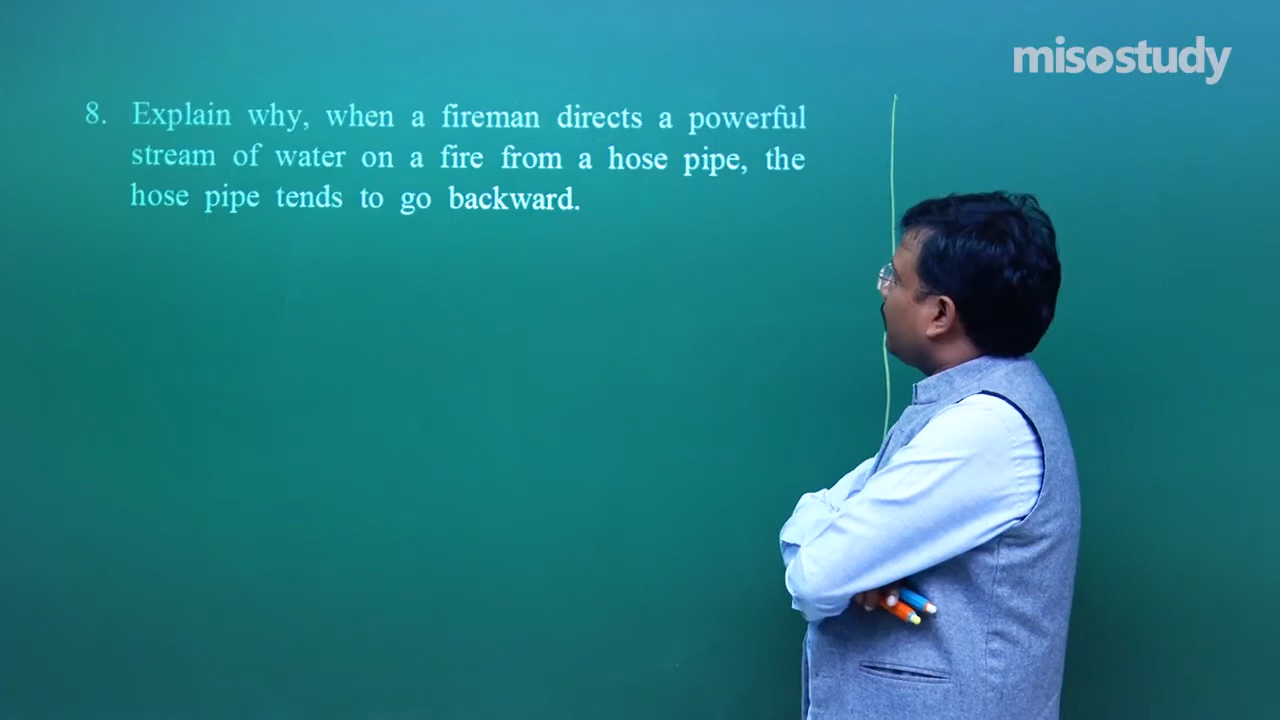 misostudy
8. Explain why, when a fireman directs a powerful
stream of water on a fire from a hose pipe, the
hose pipe tends to go backward.